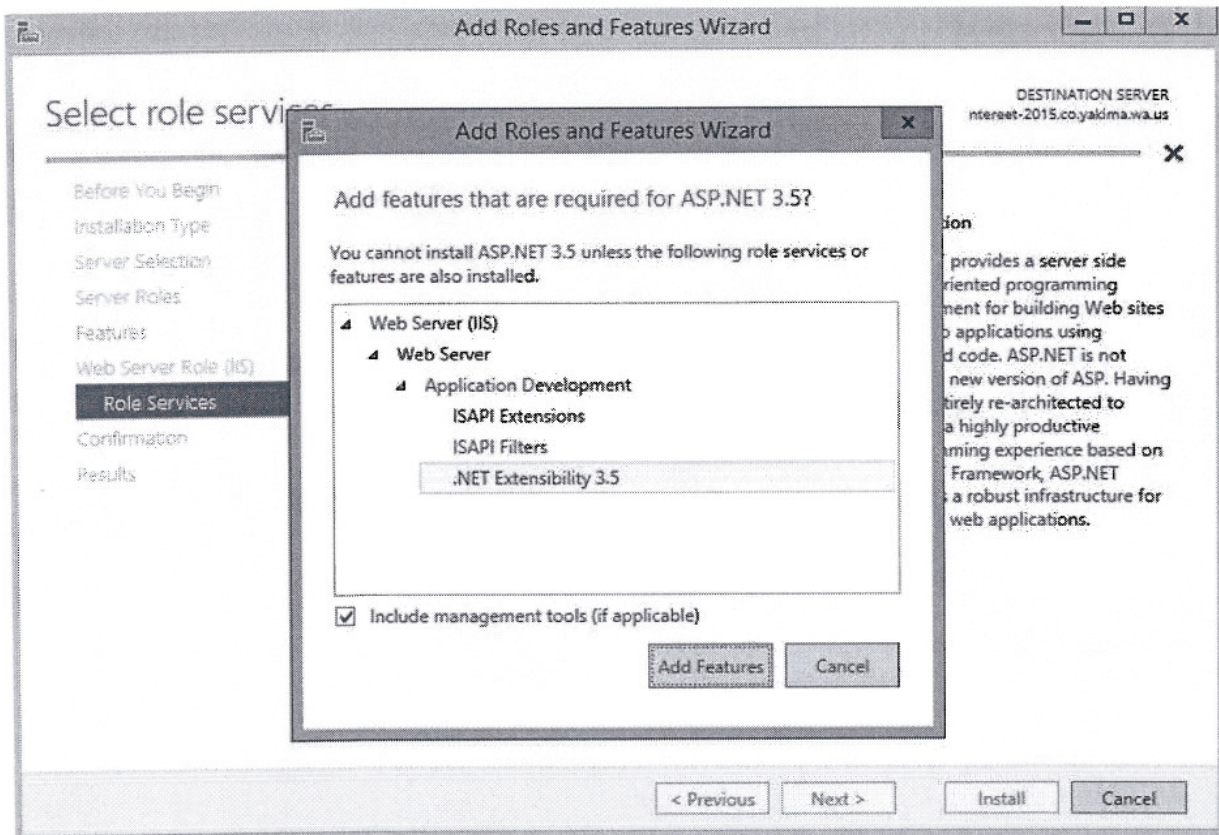 Add Roles and Features Wizard
Select role services
DESTINATION SERVER
ntereet-2015.co.yakima.wa.us
Before You Begin
Installation Type
Server Selection
Server Roles
Features
Web Server Role (IIS)
Role Services
Confirmation
Results
Add Roles and Features Wizard
Add features that are required for ASP.NET 3.5?
You cannot install ASP.NET 3.5 unless the following role services or
features are also installed.
Web Server (IIS)
Web Server
Application Development
ISAPI Extensions
ISAPI Filters
.NET Extensibility 3.5
Include management tools (if applicable)
Add Features
Cancel
tion
provides a server side
riented programming
ment for building Web sites
applications using
d code. ASP.NET is not
new version of ASP. Having
tirely re-architected to
a highly productive
ming experience based on
Framework, ASP.NET
s a robust infrastructure for
web applications.
< Previous
Next >
Install
Cancel